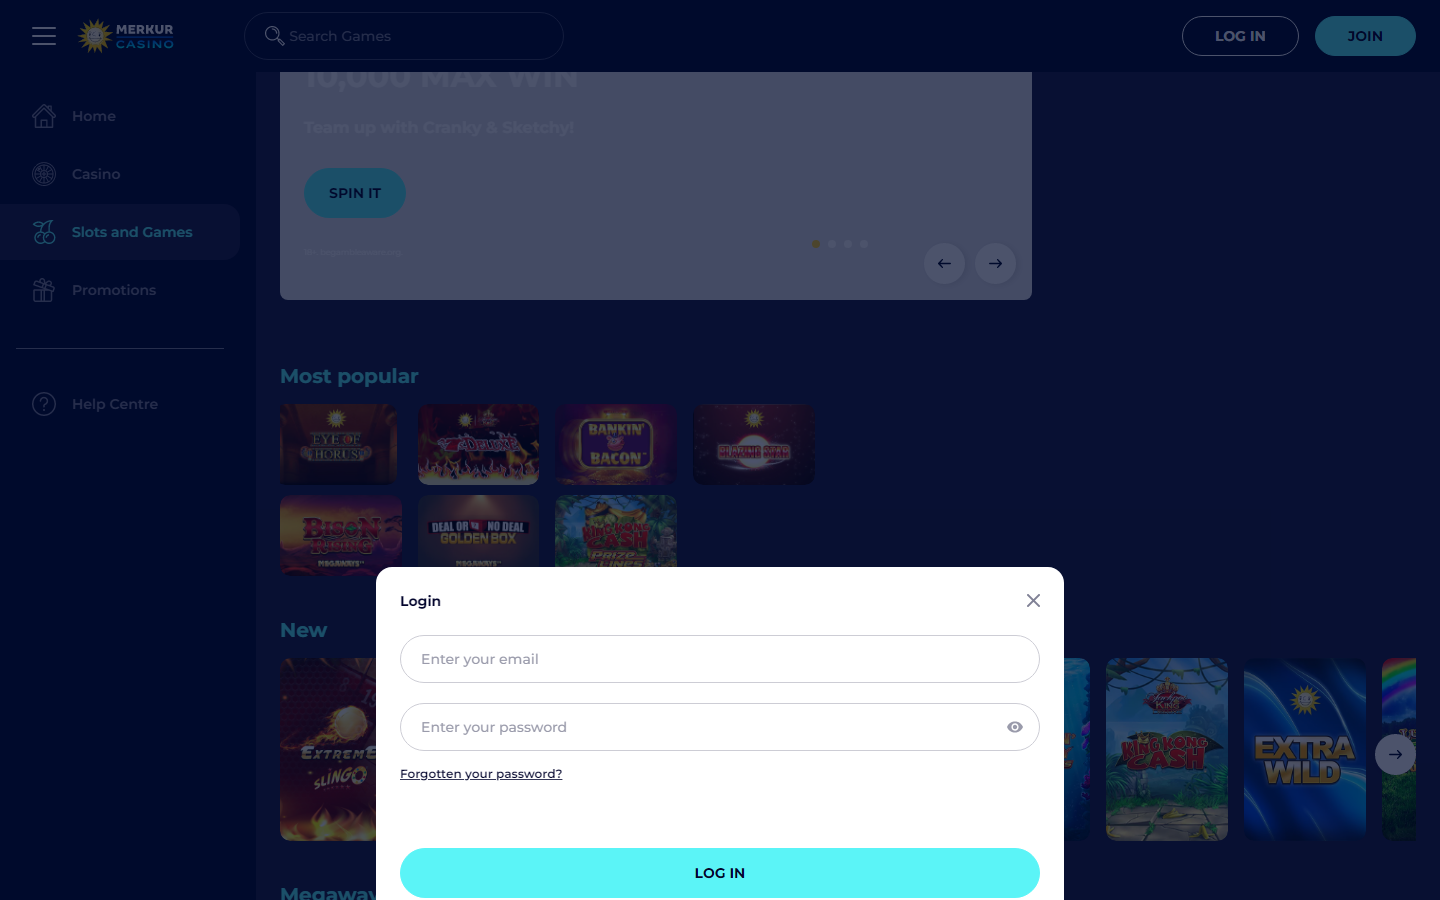 MERKUR
CASINO
Search Games
LOG IN
JOIN
Home
Casino
Slots and Games
Promotions
Help Centre
10,000 MAX WIN
Team up with Cranky & Sketchy!
SPIN IT
Most popular
EYE OF
HORUS
DELUXE
BANKIN'
BACON
BLAZING STAR
BISON
RISING
MEGAWAYS
DEAL OR NO DEAL
GOLDEN BOX
MEGAWAYS
KING KONG
CASH
PRIZE
LINES
New
EXTREME
SLINGO
KING KONG
CASH
EXTRA
WILD
Login
Enter your email
Enter your password
Forgotten your password?
LOG IN
Megaway